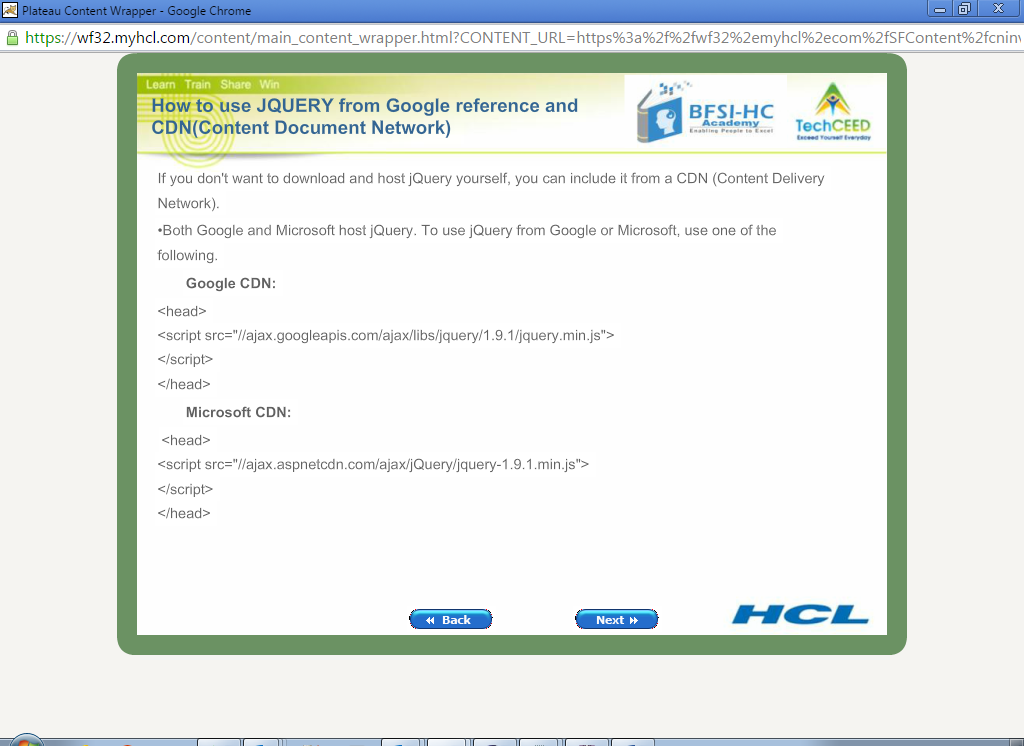 Plateau Content Wrapper - Google Chrome
https://wf32.myhcl.com/content/main_content_wrapper.html?CONTENT_URL=https%3a%2f%2fwf32%2emyhcl%2ecom%2fSFContent%2fcninv
Learn Train Share Win
How to use JQUERY from Google reference and
CDN(Content Document Network)
BFSI-HC
Academy
Enabling People to Excel
TechCEED
Exceed Yourself Everyday
If you don't want to download and host jQuery yourself, you can include it from a CDN (Content Delivery
Network).
•Both Google and Microsoft host jQuery. To use jQuery from Google or Microsoft, use one of the
following.
Google CDN:
<head>
<script src="//ajax.googleapis.com/ajax/libs/jquery/1.9.1/jquery.min.js">
</script>
</head>
Microsoft CDN:
<head>
<script src="//ajax.aspnetcdn.com/ajax/jQuery/jquery-1.9.1.min.js">
</script>
</head>
Back
Next
HCL